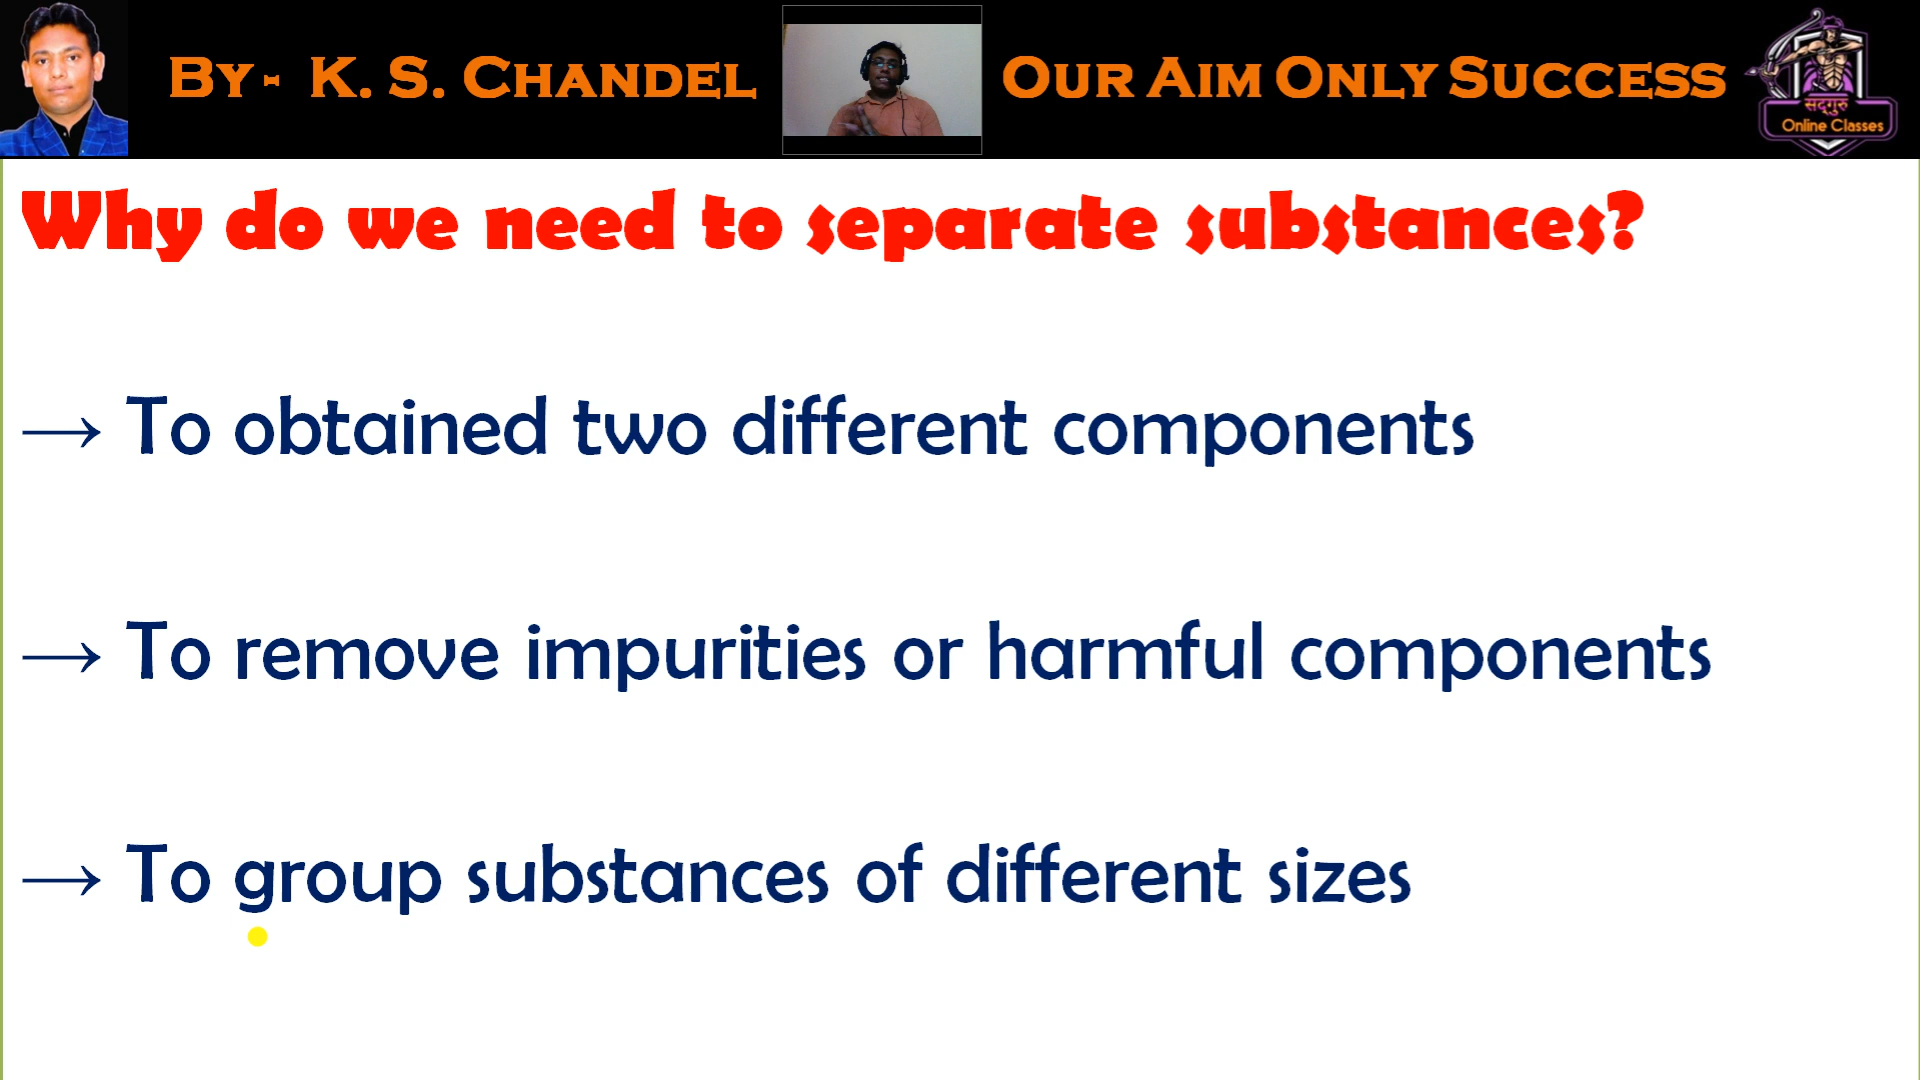 By - K. S. Chandel
Our Aim Only Success
सद्गुरु
Online Classes
Why do we need to separate substances?
→ To obtained two different components
→ To remove impurities or harmful components
→ To group substances of different sizes